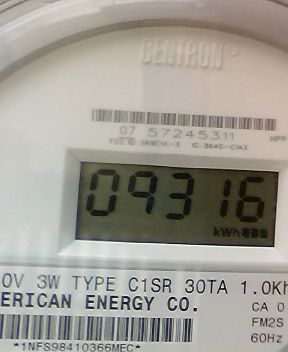 CENTRON®
07 57245311
09316
kWh
0V 3W TYPE C1SR 30TA 1.0Kh
ERICAN ENERGY CO.
CA 0
FM2S
60Hz
*1NFS98410366MEC*